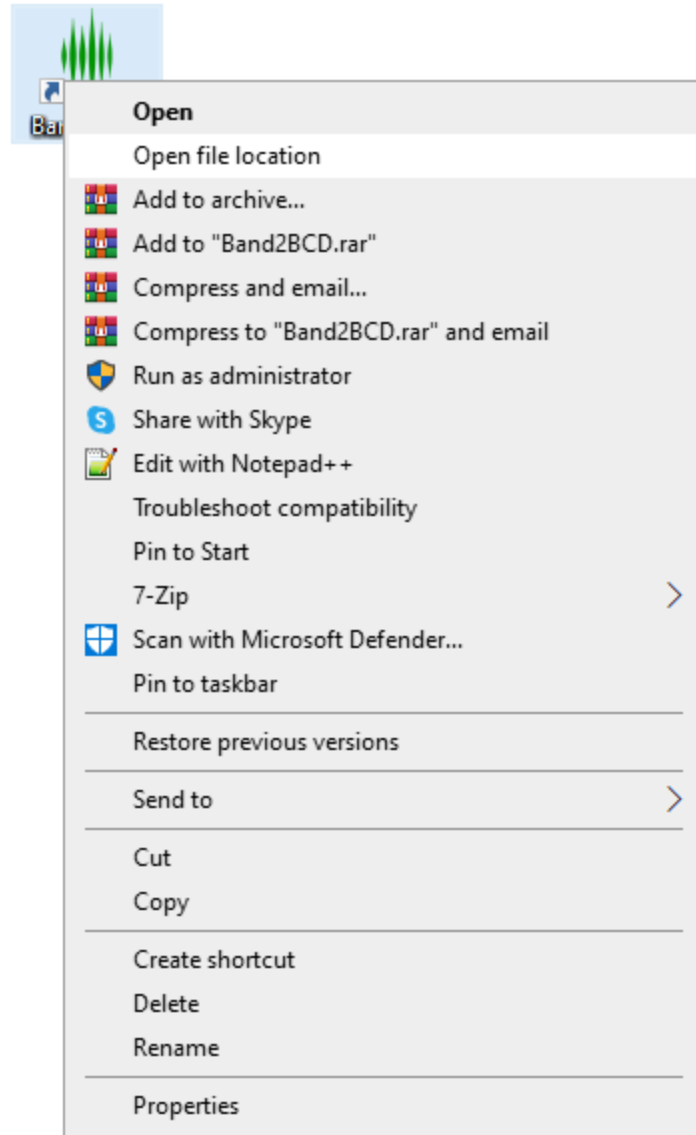 Open
Open file location
Add to archive...
Add to "Band2BCD.rar"
Compress and email...
Compress to "Band2BCD.rar" and email
Run as administrator
Share with Skype
Edit with Notepad++
Troubleshoot compatibility
Pin to Start
7-Zip
Scan with Microsoft Defender...
Pin to taskbar
Restore previous versions
Send to
Cut
Copy
Create shortcut
Delete
Rename
Properties